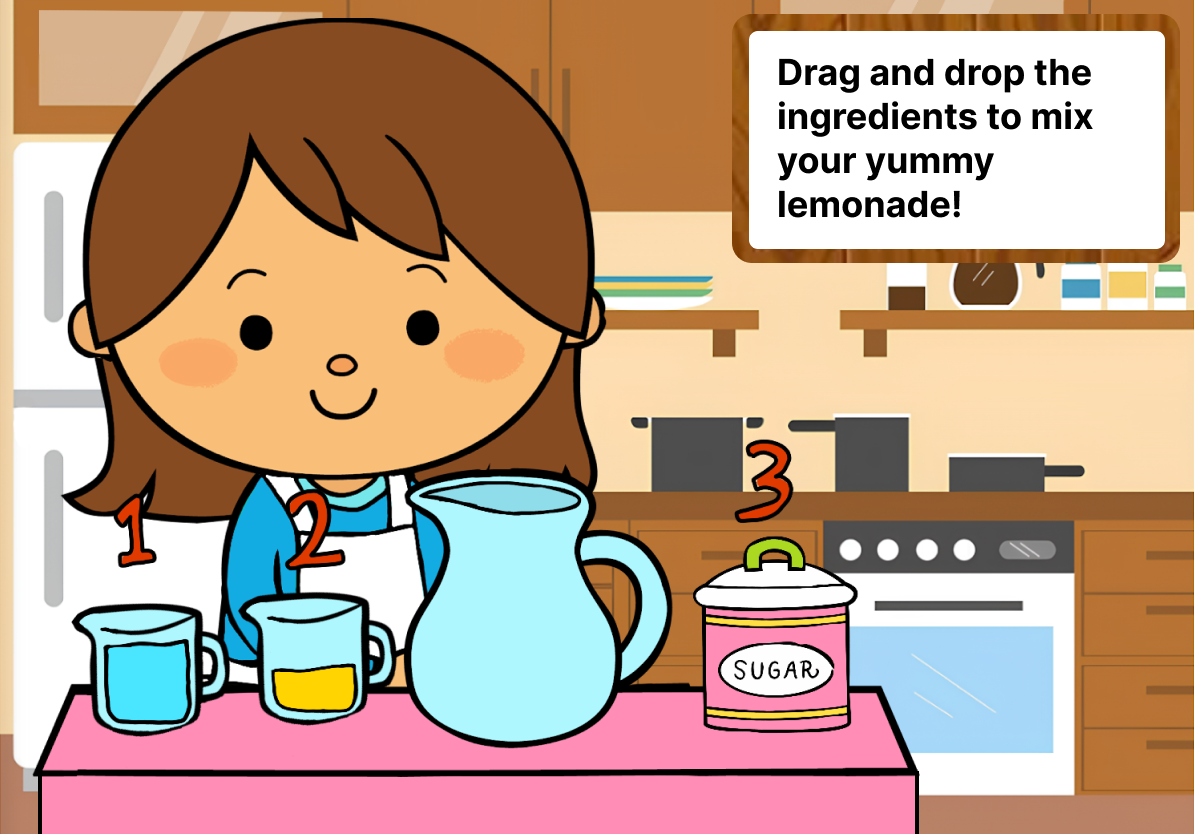 Drag and drop the
ingredients to mix
your yummy
lemonade!
3
1
2
SUGAR